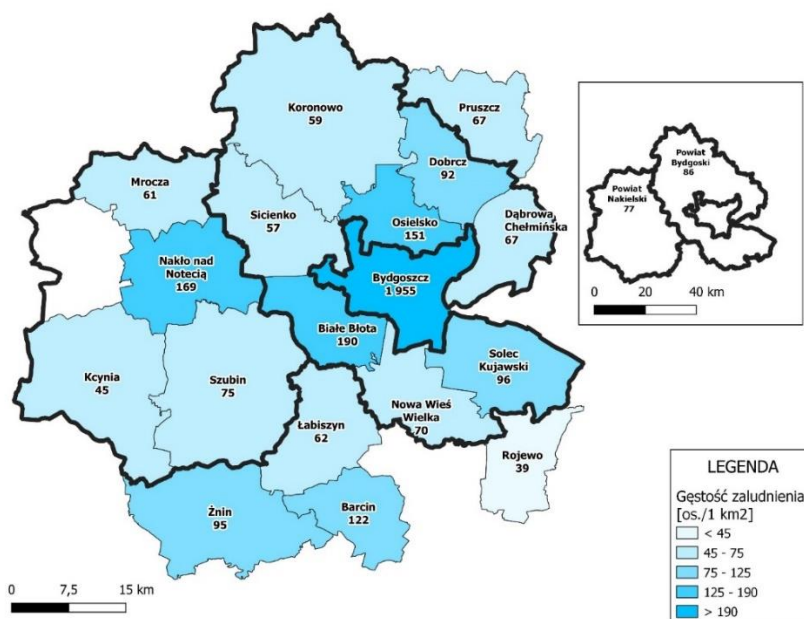 Koronowo
59
Pruszcz
67
Dobrcz
92
Mrocza
61
Sicienko
57
Osielsko
151
Dąbrowa
Chełmińska
67
Nakło nad
Notecią
169
Bydgoszcz
1 955
Białe Błota
190
Solec
Kujawski
96
Kcynia
45
Szubin
75
Nowa Wieś
Wielka
70
Łabiszyn
62
Rojewo
39
Żnin
95
Barcin
122
0 7,5 15 km
Powiat
Bydgoski
86
Powiat
Nakielski
77
0 20 40 km
LEGENDA
Gęstość zaludnienia
[os./1 km2]
< 45
45 - 75
75 - 125
125 - 190
> 190